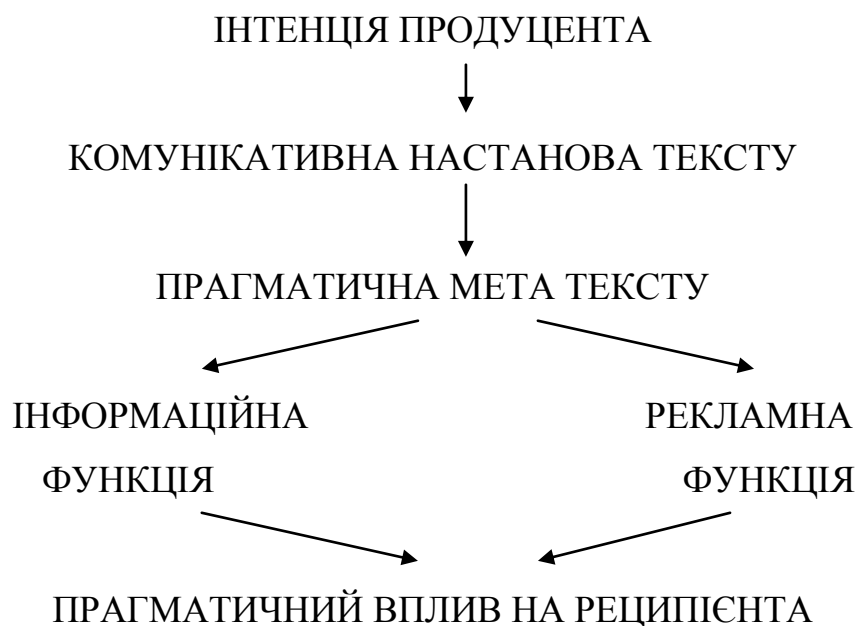 ІНТЕНЦІЯ ПРОДУЦЕНТА
КОМУНІКАТИВНА НАСТАНОВА ТЕКСТУ
ПРАГМАТИЧНА МЕТА ТЕКСТУ
ІНФОРМАЦІЙНА
ФУНКЦІЯ
РЕКЛАМНА
ФУНКЦІЯ
ПРАГМАТИЧНИЙ ВПЛИВ НА РЕЦИПІЄНТА